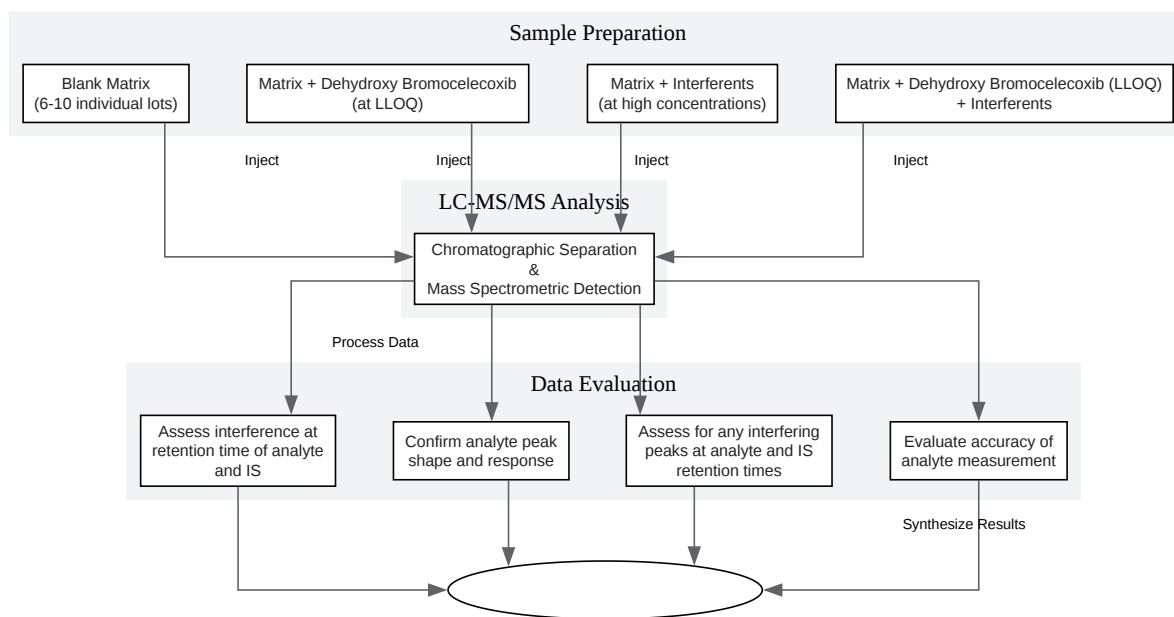 Sample Preparation
Blank Matrix
(6-10 individual lots)
Matrix + Dehydroxy Bromocelecoxib
(at LLOQ)
Matrix + Interferents
(at high concentrations)
Matrix + Dehydroxy Bromocelecoxib (LLOQ)
+ Interferents
Inject
Inject
Inject
Inject
LC-MS/MS Analysis
Chromatographic Separation
&
Mass Spectrometric Detection
Process Data
Data Evaluation
Assess interference at
retention time of analyte
and IS
Confirm analyte peak
shape and response
Assess for any interfering
peaks at analyte and IS
retention times
Evaluate accuracy of
analyte measurement
Synthesize Results